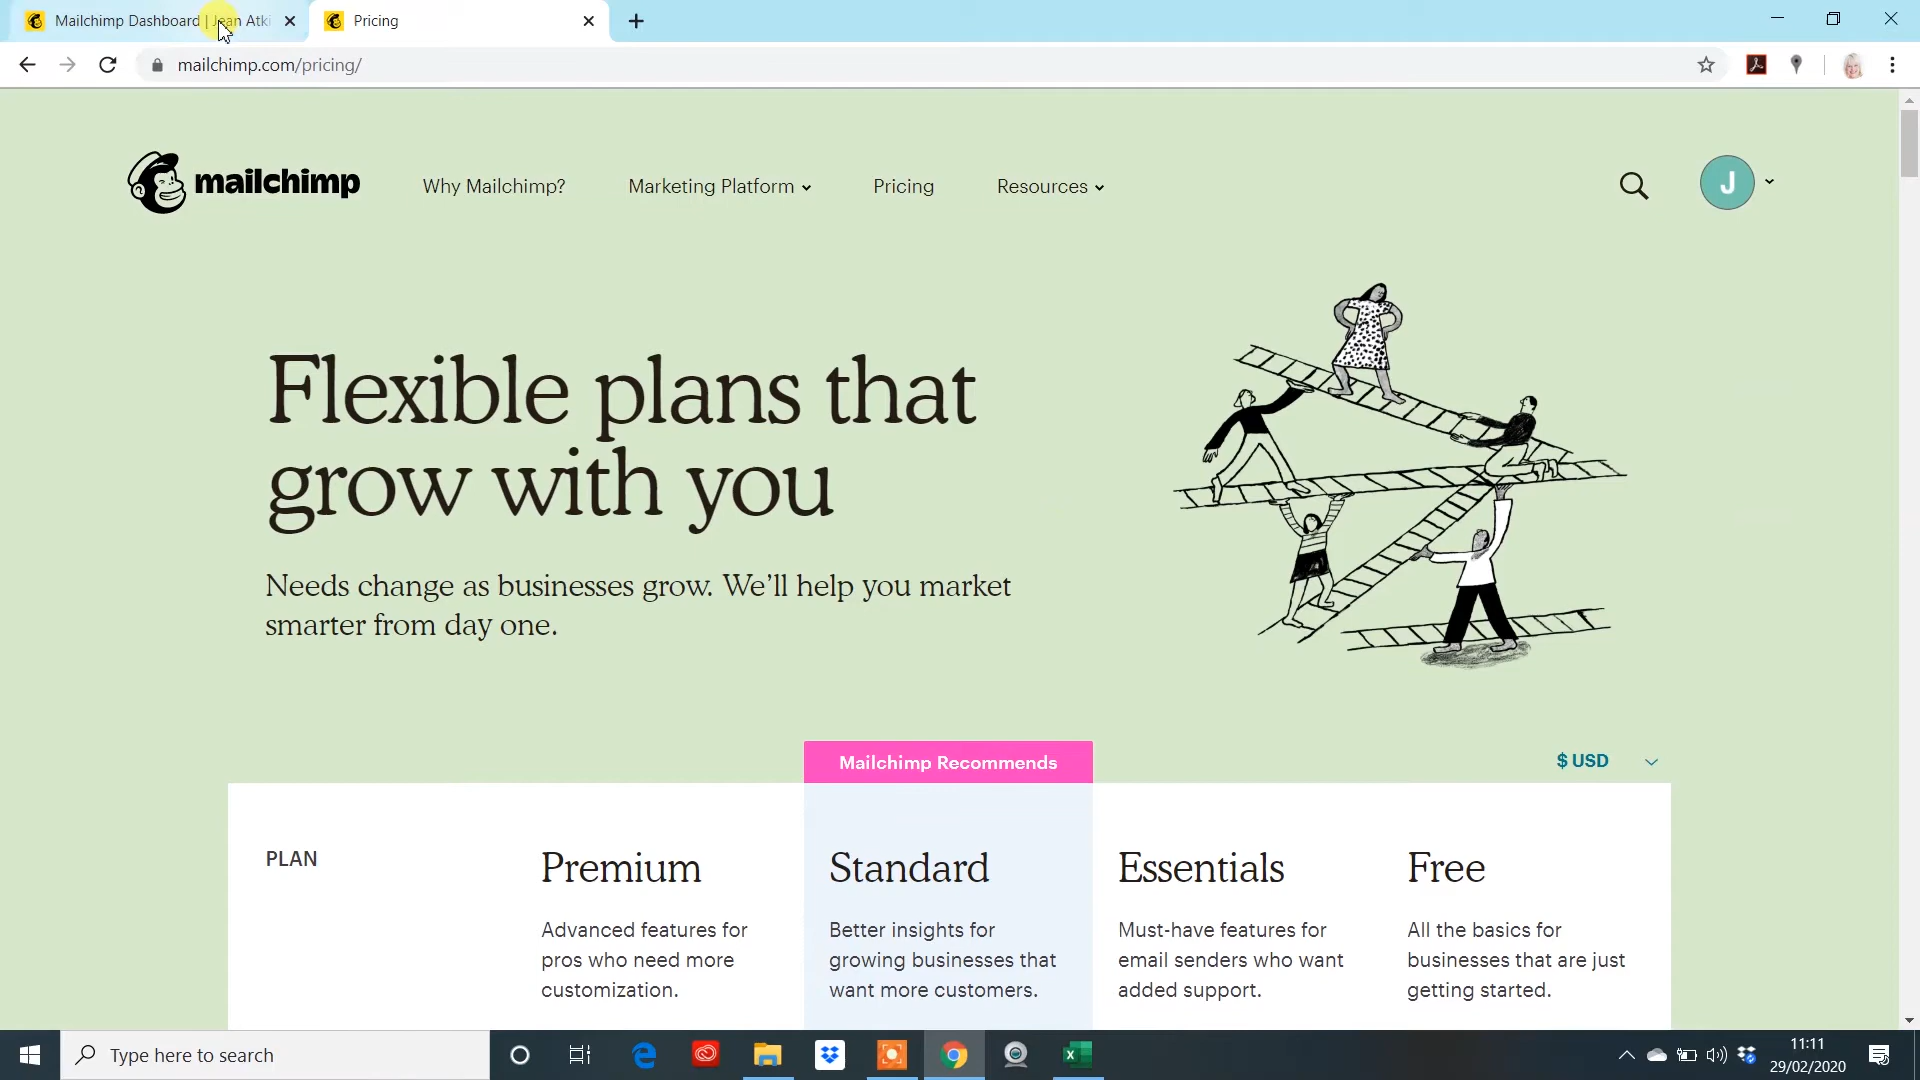 Mailchimp Dashboard | Jean Atki
Pricing
mailchimp.com/pricing/
mailchimp
Why Mailchimp?
Marketing Platform
Pricing
Resources
J
Flexible plans that
grow with you
Needs change as businesses grow. We’ll help you market
smarter from day one.
Mailchimp Recommends
$ USD
PLAN
Premium
Standard
Essentials
Free
Advanced features for
pros who need more
customization.
Better insights for
growing businesses that
want more customers.
Must-have features for
email senders who want
added support.
All the basics for
businesses that are just
getting started.
Type here to search
11:11
29/02/2020